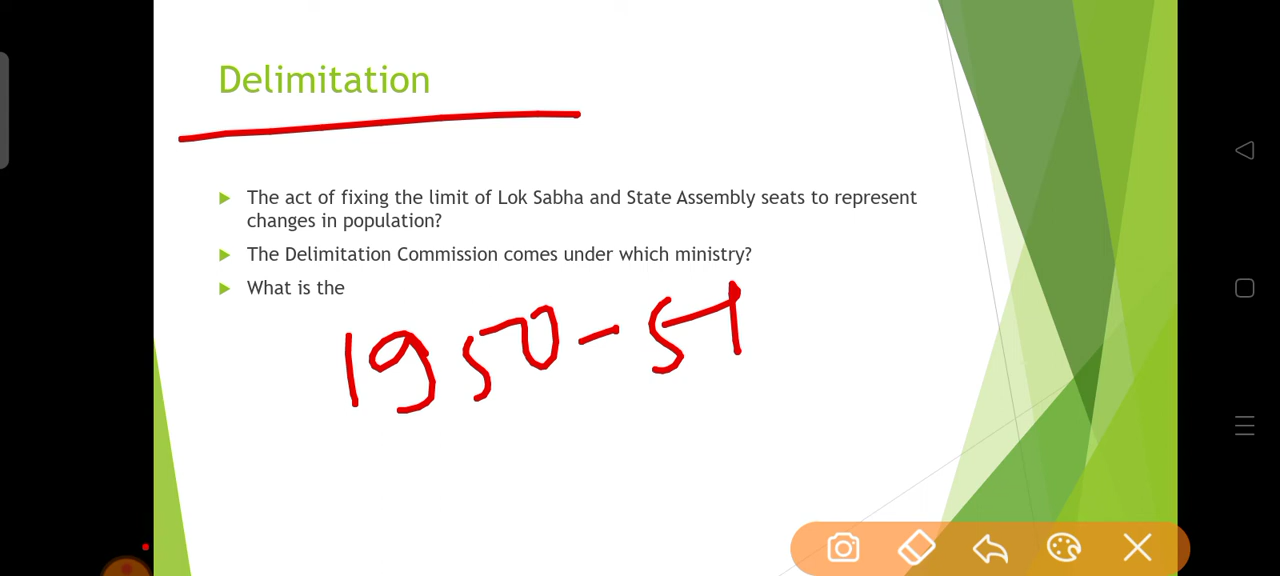 Delimitation
The act of fixing the limit of Lok Sabha and State Assembly seats to represent
changes in population?
The Delimitation Commission comes under which ministry?
What is the
1950-51